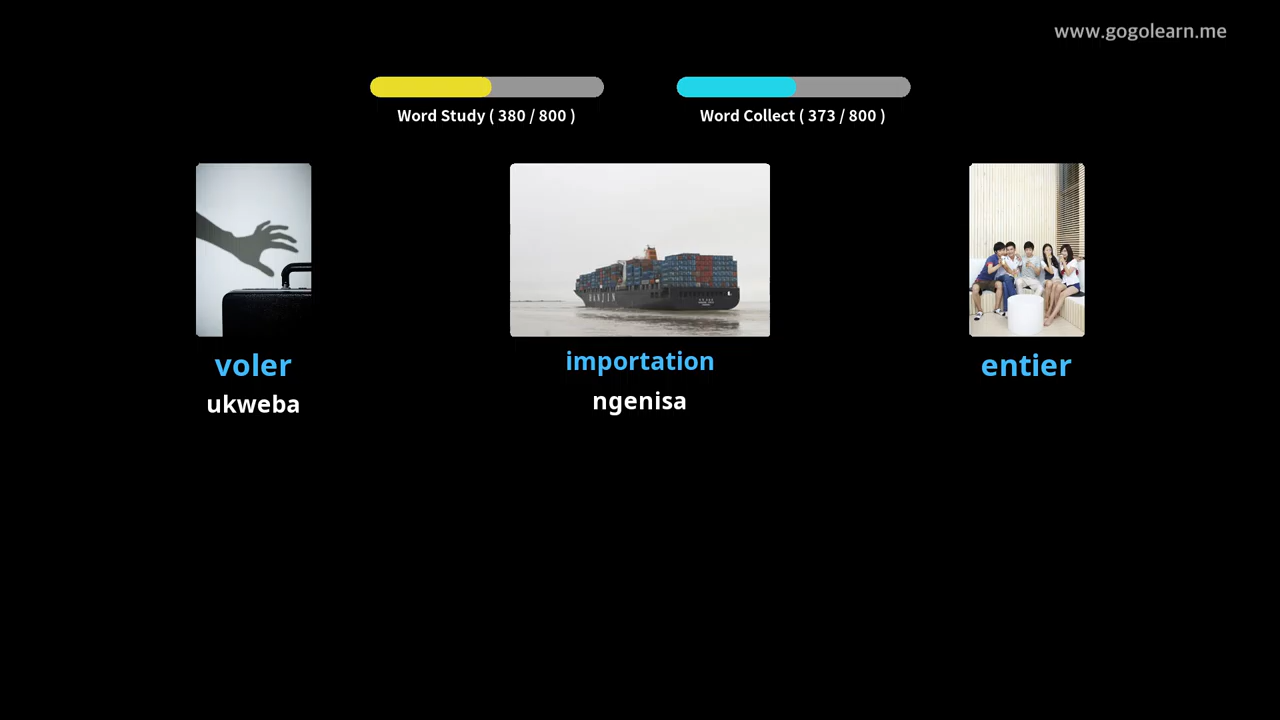 www.gogolearn.me
Word Study ( 380 / 800 )
Word Collect ( 373 / 800 )
voler
ukweba
importation
ngenisa
entier